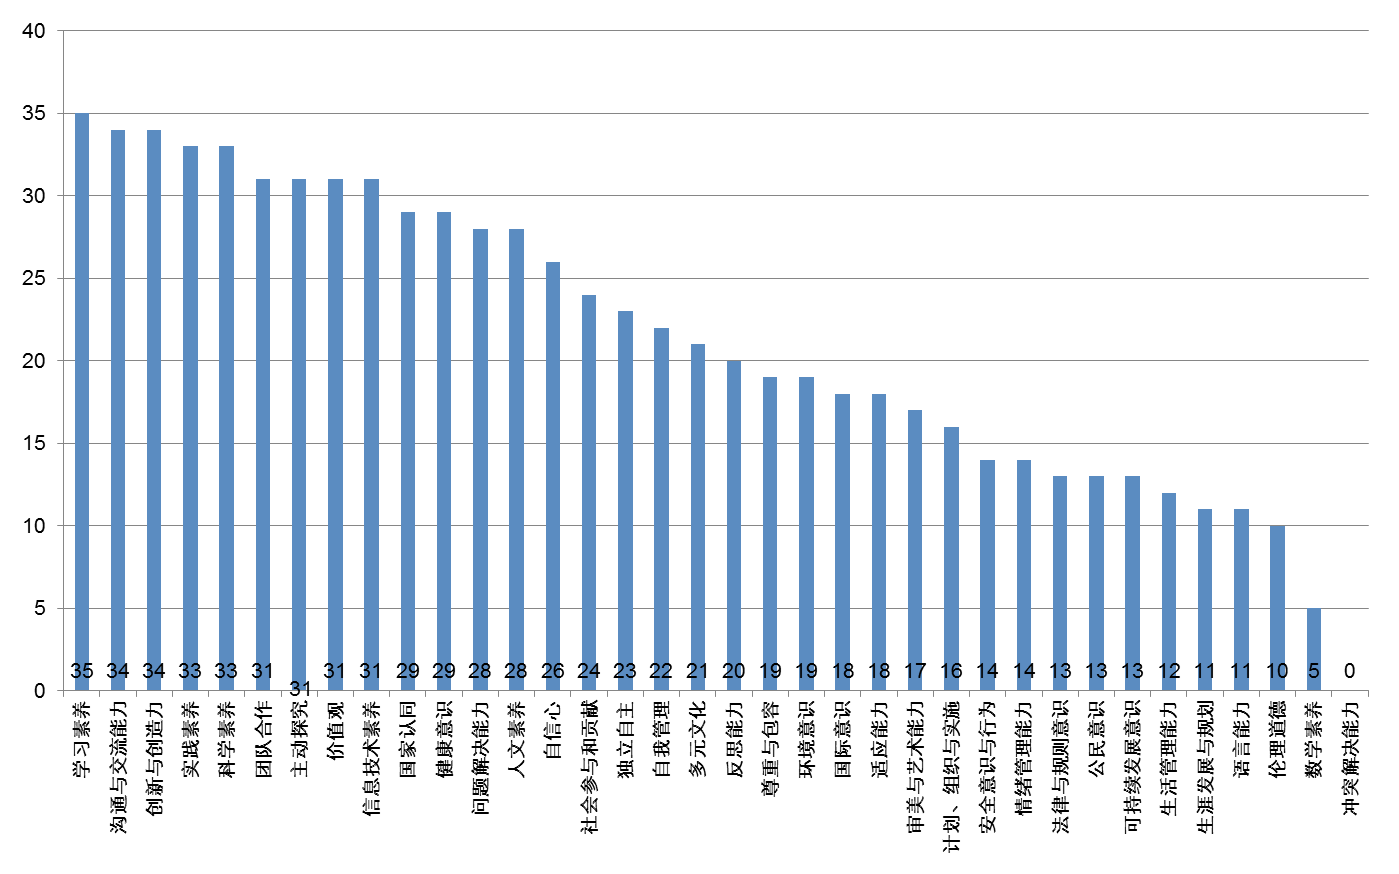 40
35
30
25
20
15
10
5
0
35 34 34 33 33 31 31 31 31 29 29 28 28 26 24 23 22 21 20 19 19 18 18 17 16 14 14 13 13 13 12 11 11 10 5 0
学习素养
沟通与交流能力
创新与创造力
实践素养
科学素养
团队合作
主动探究
价值观
信息技术素养
国家认同
健康意识
问题解决能力
人文素养
自信心
社会参与和贡献
独立自主
自我管理
多元文化
反思能力
尊重与包容
环境意识
国际意识
适应能力
审美与艺术能力
计划、组织与实施
安全意识与行为
情绪管理能力
法律与规则意识
公民意识
可持续发展意识
生活管理能力
生涯发展与规划
语言能力
伦理道德
数学素养
冲突解决能力